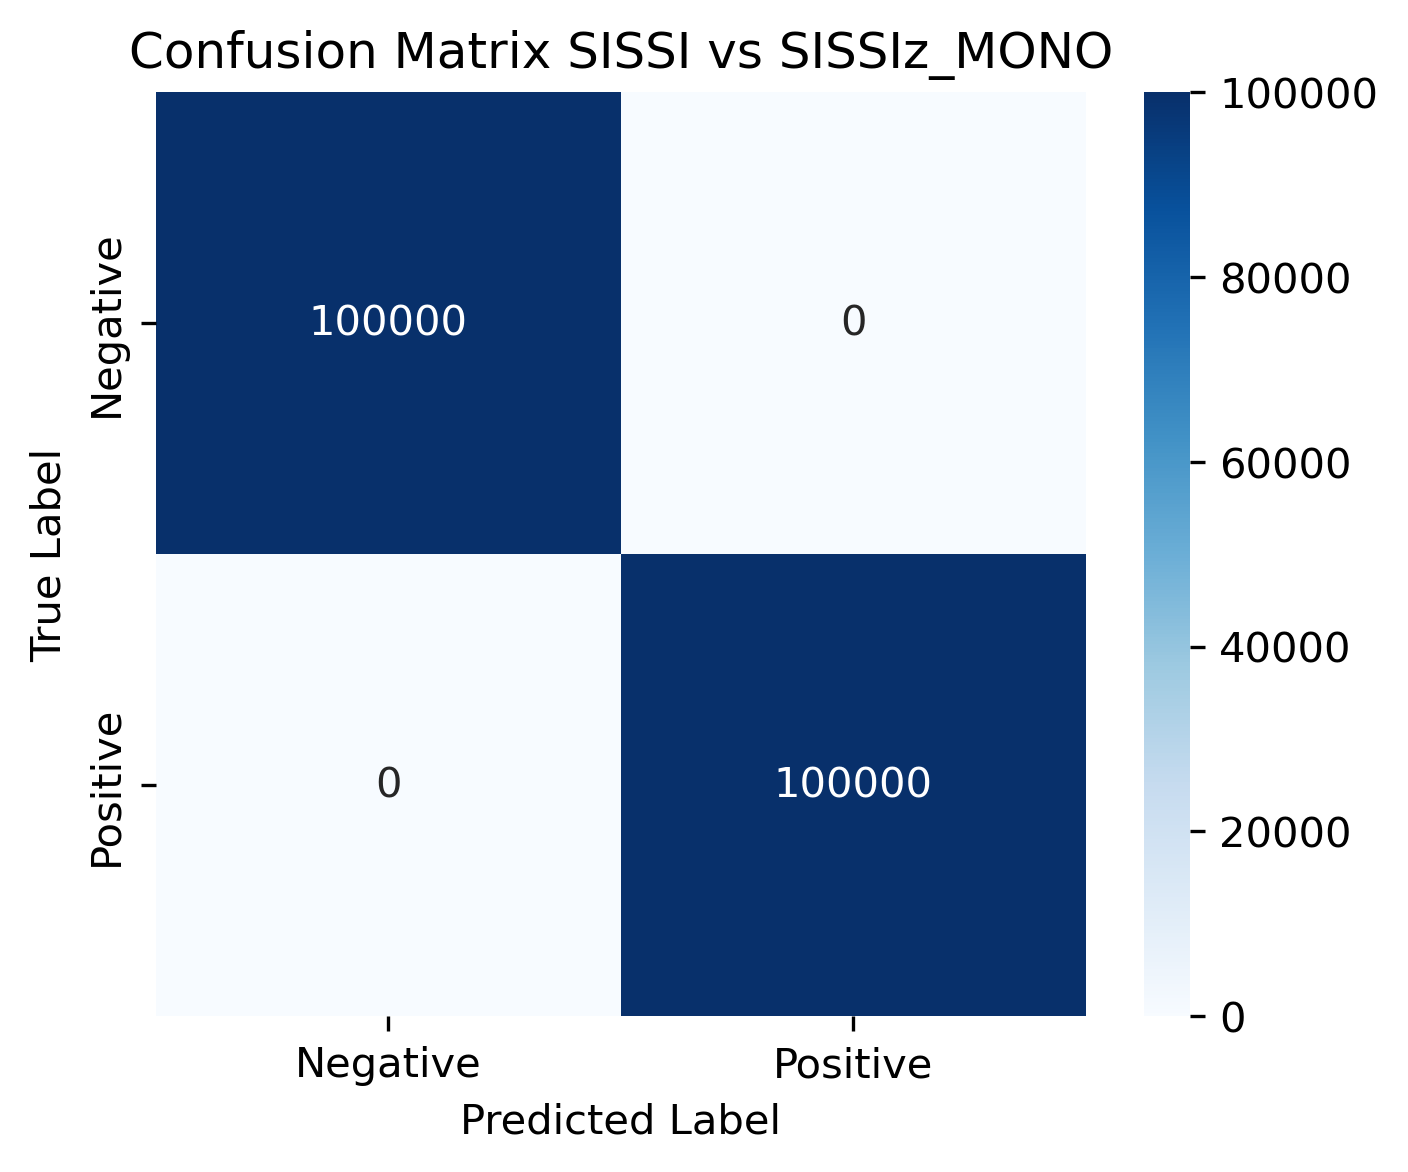 Confusion Matrix SISSI vs SISSIz_MONO
True Label
Negative
Positive
100000
0
0
100000
Negative
Positive
Predicted Label
100000
80000
60000
40000
20000
0